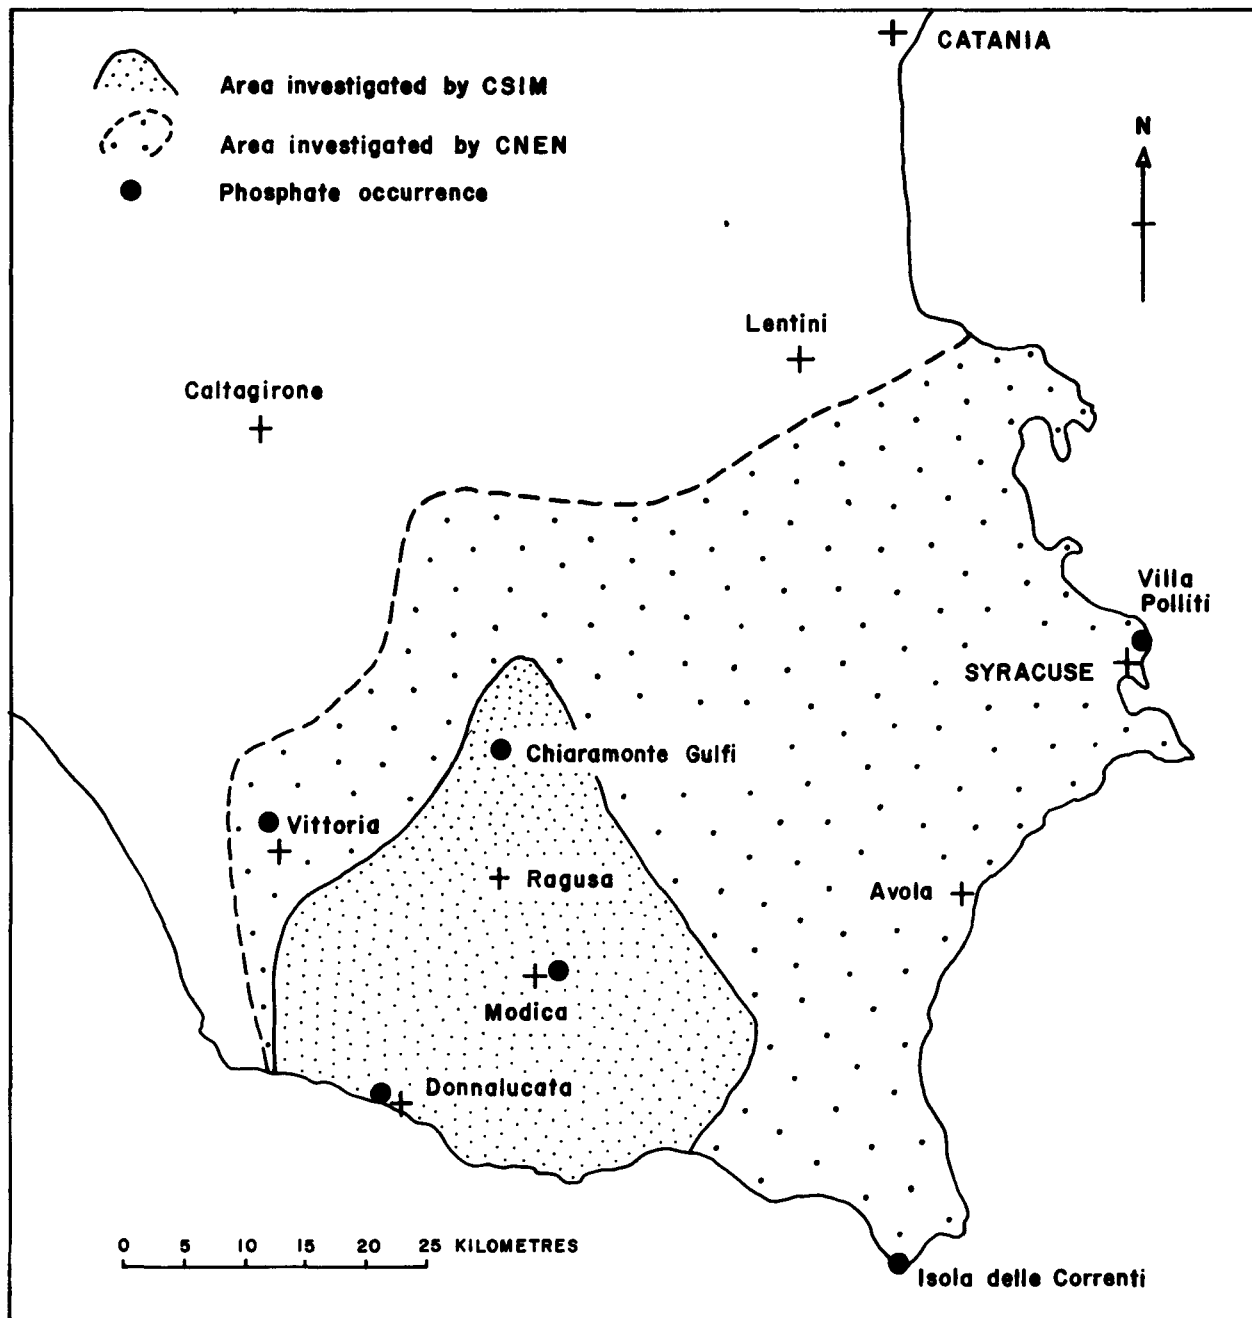 CATANIA
Area investigated by CSIM
N
Area investigated by CNEN
Phosphate occurrence
Lentini
Caltagirone
Villa
Polliti
SYRACUSE
Chiaramonte Gulfi
Vittoria
Ragusa
Avola
Modica
Donnalucata
0 5 10 15 20 25 KILOMETRES
Isola delle Correnti